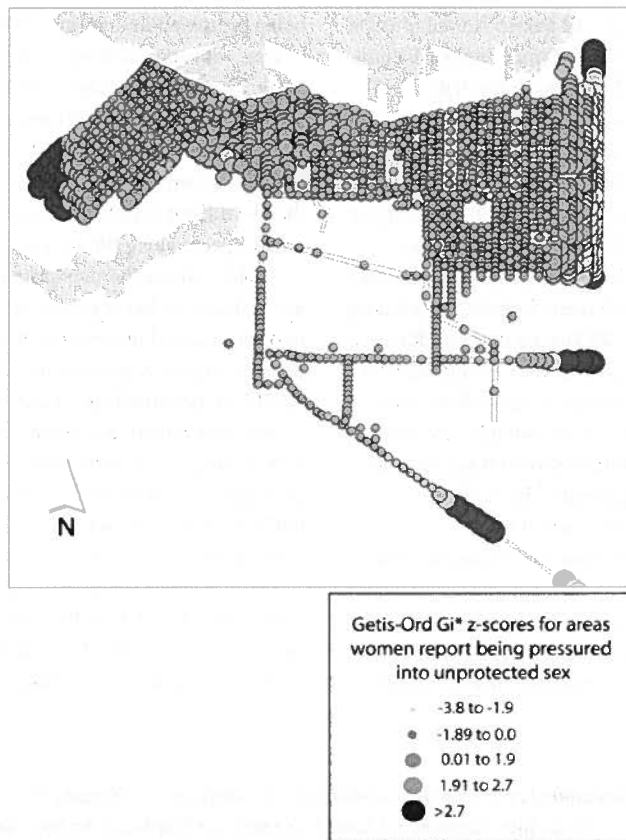 N
Getis-Ord Gi* z-scores for areas
women report being pressured
into unprotected sex
-3.8 to -1.9
-1.89 to 0.0
0.01 to 1.9
1.91 to 2.7
>2.7